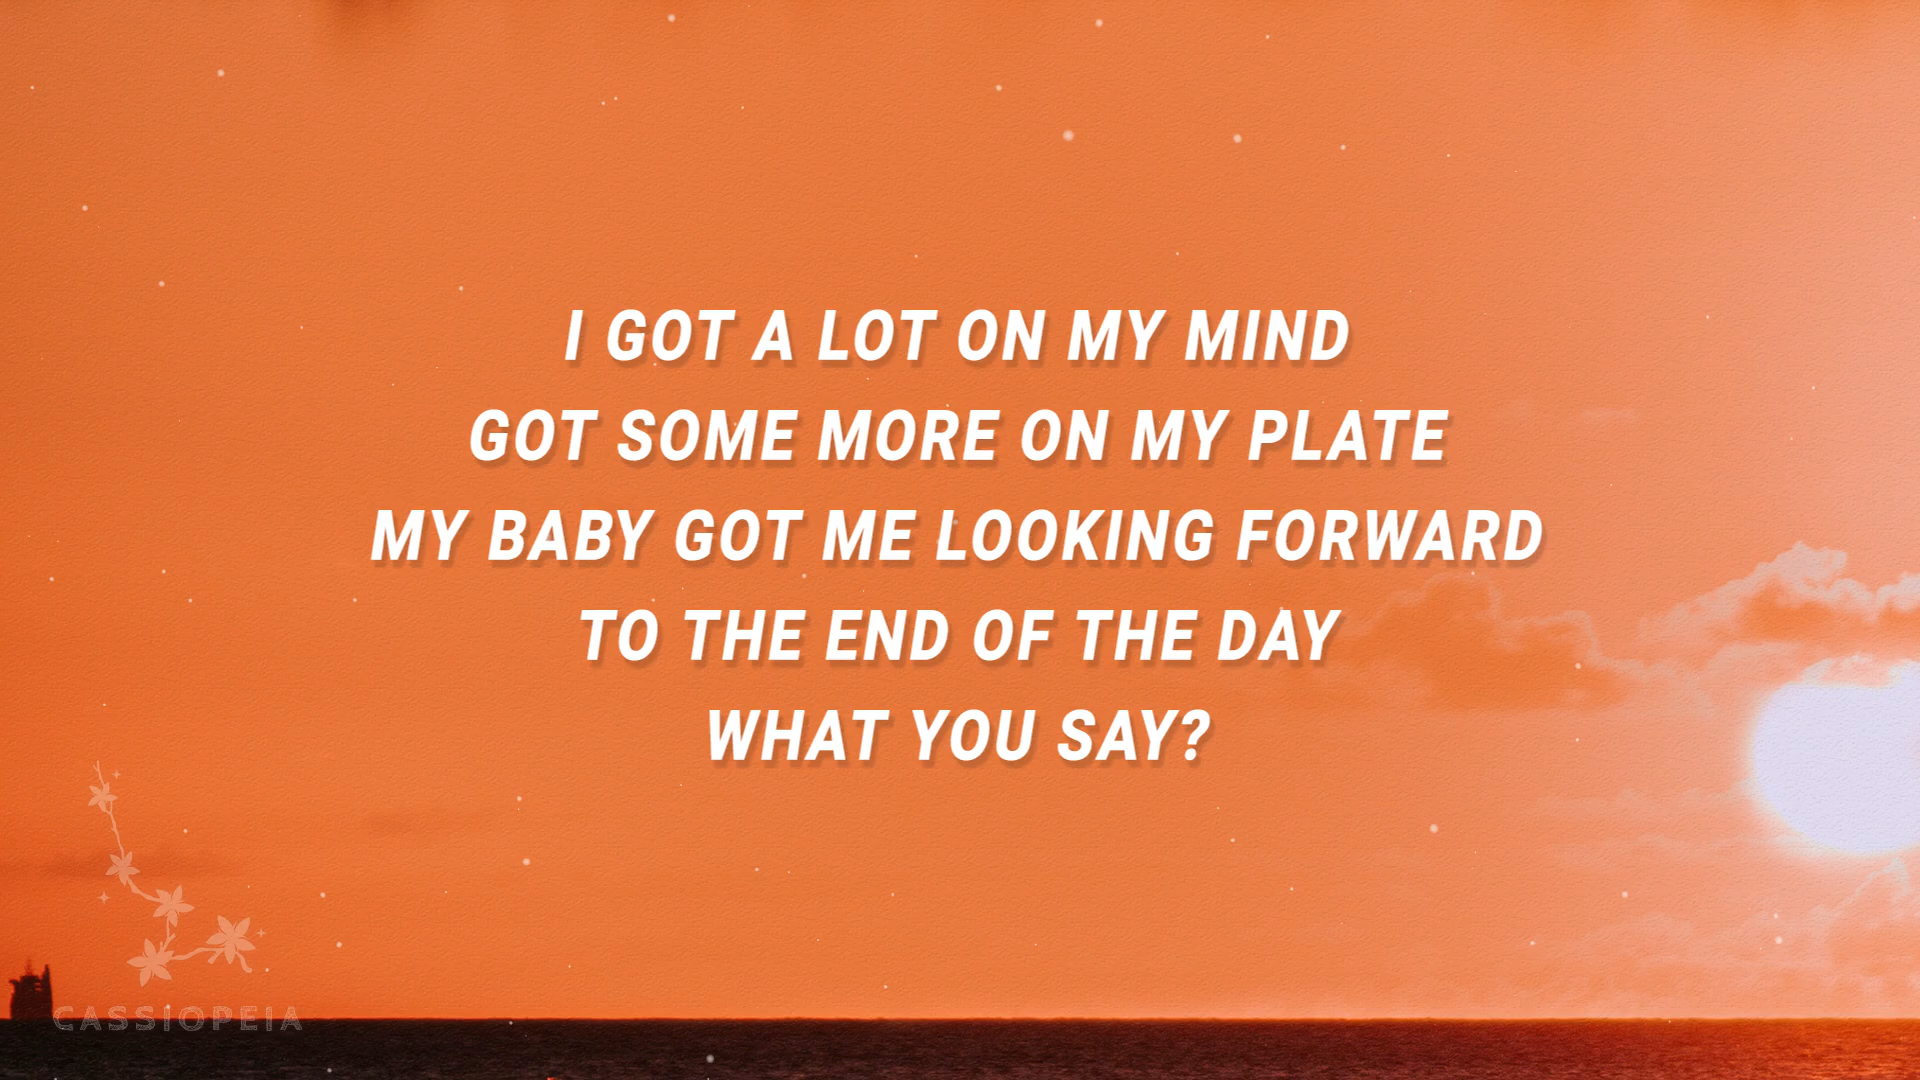 I GOT A LOT ON MY MIND
GOT SOME MORE ON MY PLATE
MY BABY GOT ME LOOKING FORWARD
TO THE END OF THE DAY
WHAT YOU SAY?
CASSIOPEIA